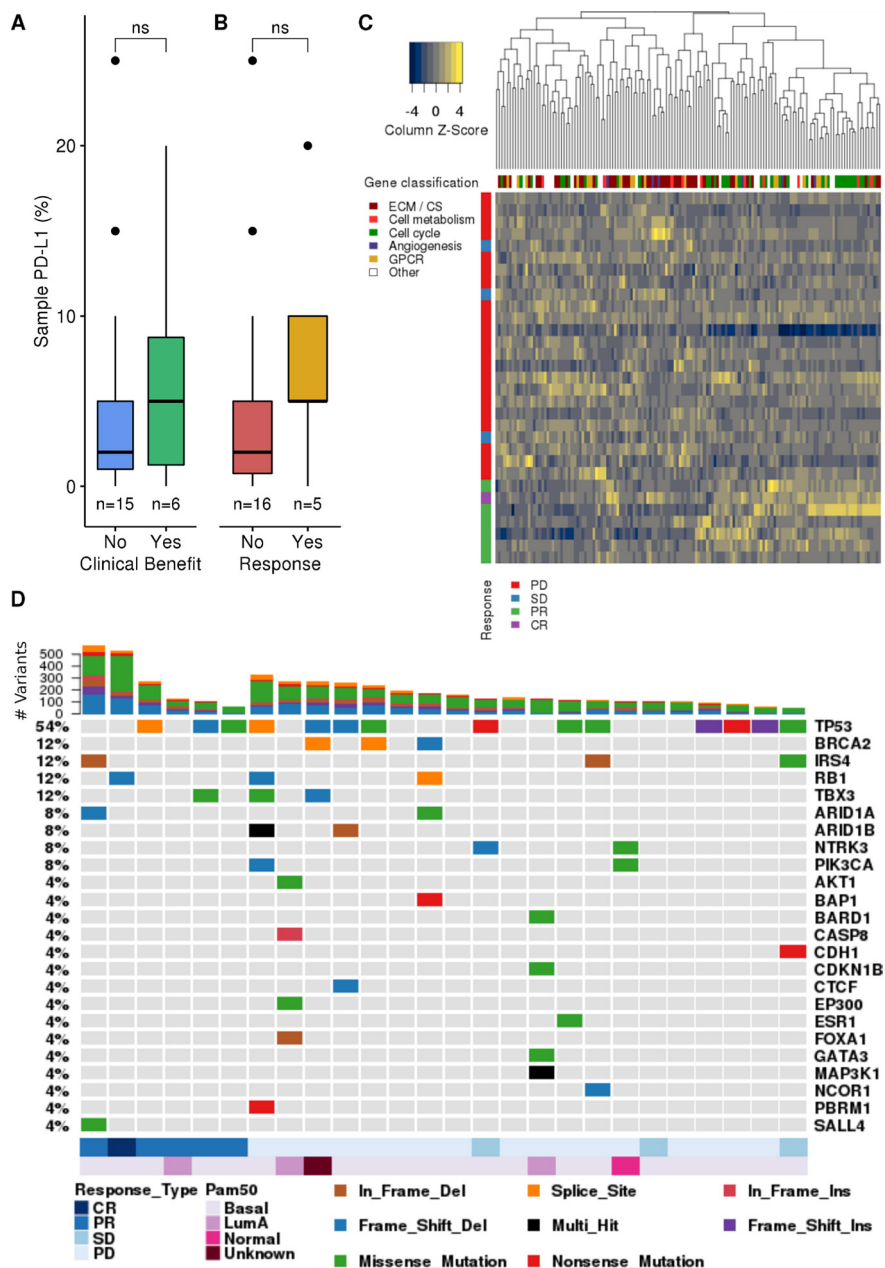 A
B
C
ns
ns
Sample PD-L1 (%)
20
10
0
n=15
n=6
n=16
n=5
No
Yes
No
Yes
Clinical Benefit
Response
-4
0
4
Column Z-Score
Gene classification
ECM / CS
Cell metabolism
Cell cycle
Angiogenesis
GPCR
Other
Response
PD
SD
PR
CR
D
# Variants
500
400
300
200
100
0
54% TP53
12% BRCA2
12% IRS4
12% RB1
12% TBX3
8% ARID1A
8% ARID1B
8% NTRK3
8% PIK3CA
4% AKT1
4% BAP1
4% BARD1
4% CASP8
4% CDH1
4% CDKN1B
4% CTCF
4% EP300
4% ESR1
4% FOXA1
4% GATA3
4% MAP3K1
4% NCOR1
4% PBRM1
4% SALL4
Response_Type
CR
PR
SD
PD
Pam50
Basal
LumA
Normal
Unknown
In_Frame_Del
Frame_Shift_Del
Missense_Mutation
Splice_Site
Multi_Hit
Nonsense_Mutation
In_Frame_Ins
Frame_Shift_Ins